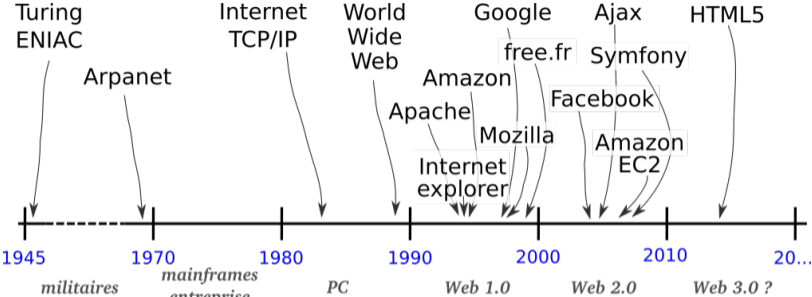 Turing
ENIAC
Arpanet
Internet
TCP/IP
World
Wide
Web
Apache
Amazon
Internet
explorer
Mozilla
Google
free.fr
Facebook
Ajax
Symfony
Amazon
EC2
HTML5
1945
1970
1980
1990
2000
2010
20...
militaires
mainframes
entreprise
PC
Web 1.0
Web 2.0
Web 3.0 ?